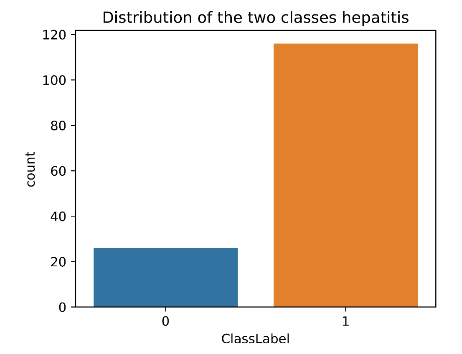 Distribution of the two classes hepatitis
120
100
80
60
40
20
0
count
0 1
ClassLabel